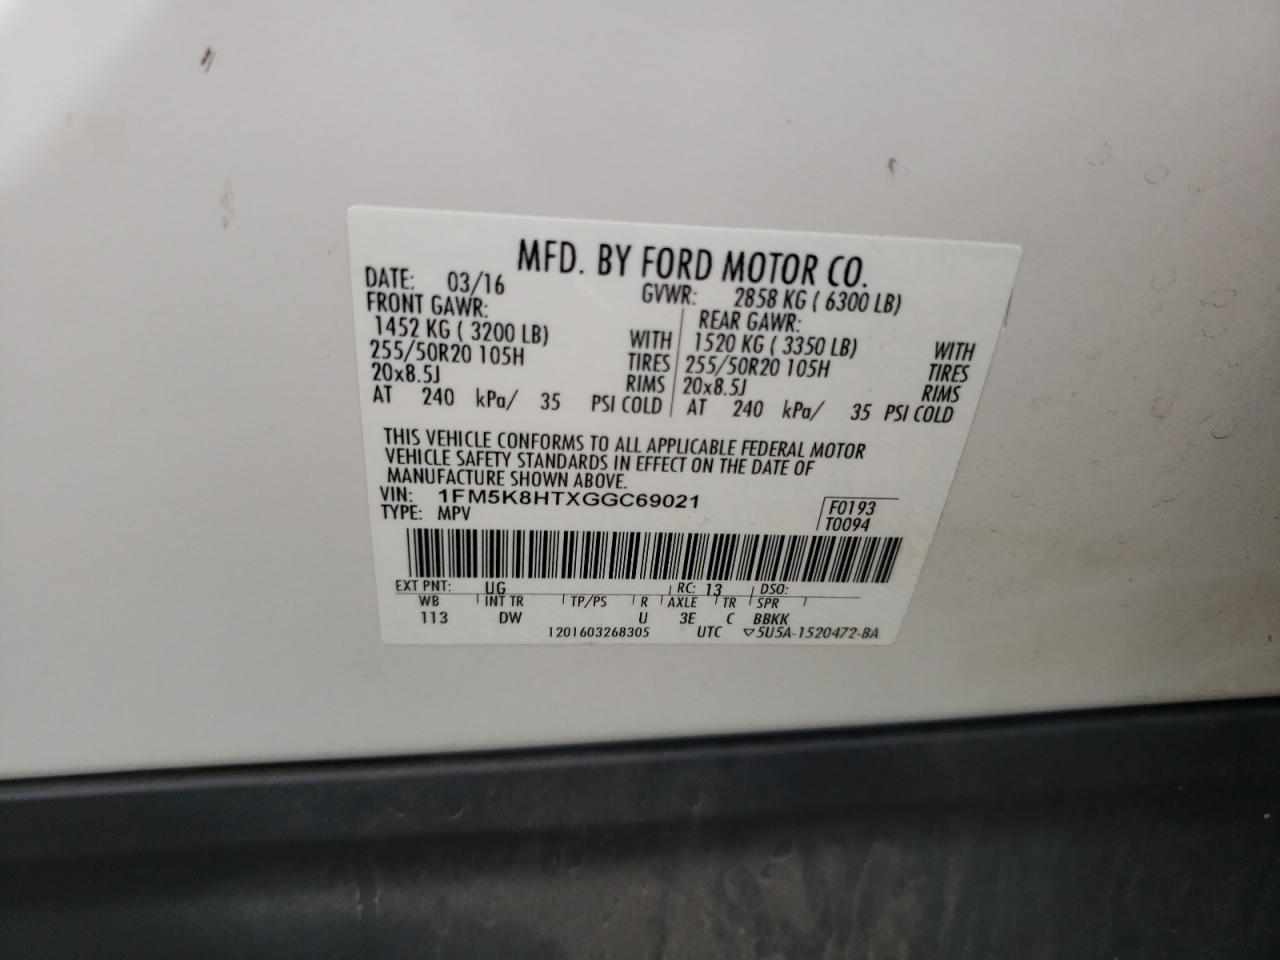 MFD. BY FORD MOTOR CO.
DATE: 03/16 GVWR: 2858 KG ( 6300 LB)
FRONT GAWR: REAR GAWR:
1452 KG ( 3200 LB) WITH 1520 KG ( 3350 LB) WITH
255/50R20 105H TIRES 255/50R20 105H TIRES
20x8.5J RIMS 20x8.5J RIMS
AT 240 kPa/ 35 PSI COLD AT 240 kPa/ 35 PSI COLD
THIS VEHICLE CONFORMS TO ALL APPLICABLE FEDERAL MOTOR
VEHICLE SAFETY STANDARDS IN EFFECT ON THE DATE OF
MANUFACTURE SHOWN ABOVE.
VIN: 1FM5K8HTXGGC69021 F0193
TYPE: MPV T0094
EXT PNT: UG RC: 13 DSO:
WB INT TR TP/PS R AXLE TR SPR
113 DW U 3E C BBKK
1201603268305 UTC ▽5U5A-1520472-BA